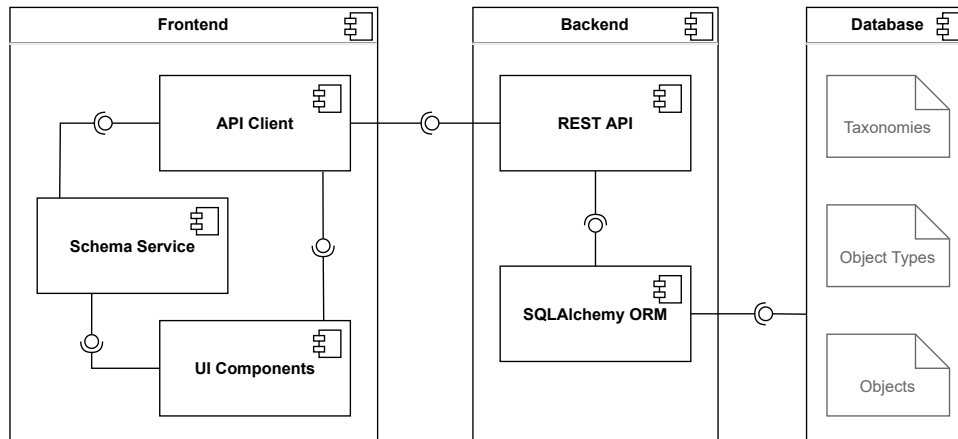 Frontend
Backend
Database
API Client
REST API
Taxonomies
Schema Service
Object Types
SQLAlchemy ORM
UI Components
Objects